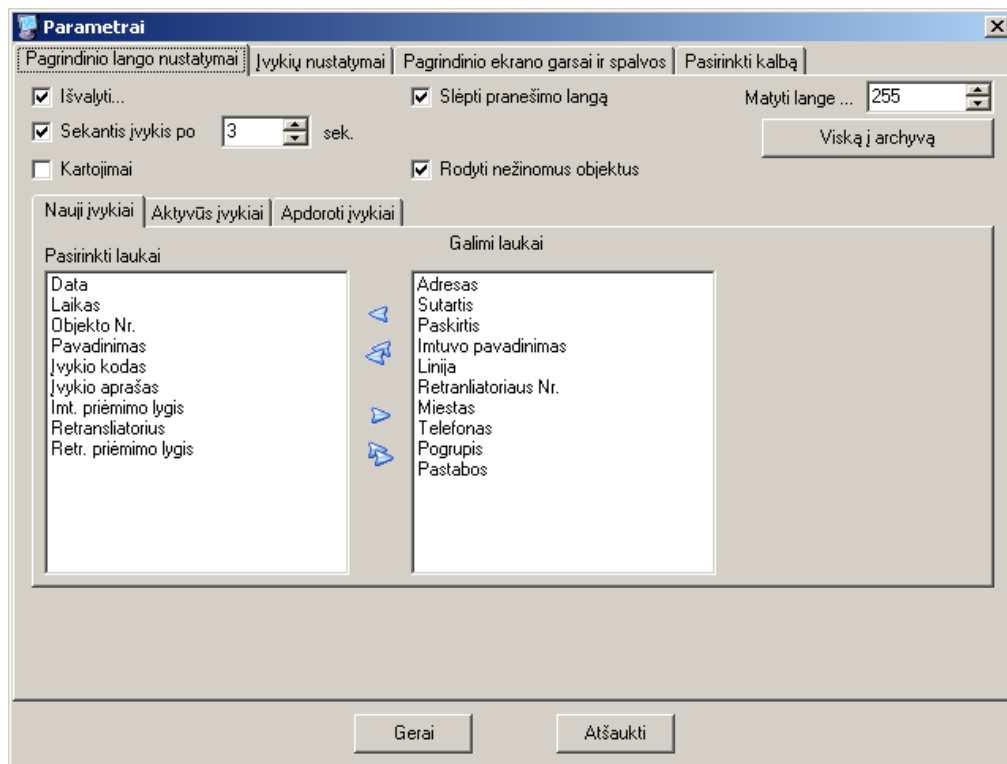 Parametrai
Pagrindinio lango nustatymai Įvykių nustatymai Pagrindinio ekrano garsai ir spalvos Pasirinkti kalbą
Išvalyti... Slėpti pranešimo langą Matyti lange ... 255
Sekantis įvykis po 3 sek. Viską į archyvą
Kartojimai Rodyti nežinomus objektus
Nauji įvykiai Aktyvūs įvykiai Apdoroti įvykiai
Pasirinkti laukai
Data
Laikas
Objekto Nr.
Pavadinimas
Įvykio kodas
Įvykio aprašas
Imt. priėmimo lygis
Retransliatorius
Retr. priėmimo lygis
Galimi laukai
Adresas
Sutartis
Paskirtis
Imtuvo pavadinimas
Linija
Retranliatoriaus Nr.
Miestas
Telefonas
Pogrupis
Pastabos
Gerai Atšaukti